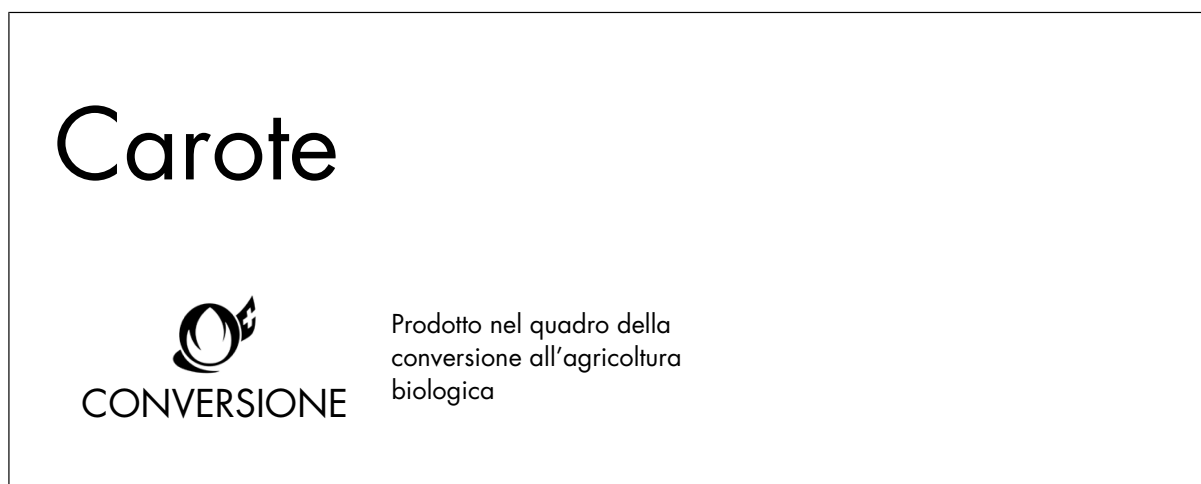 Carote
CONVERSIONE
Prodotto nel quadro della
conversione all'agricoltura
biologica